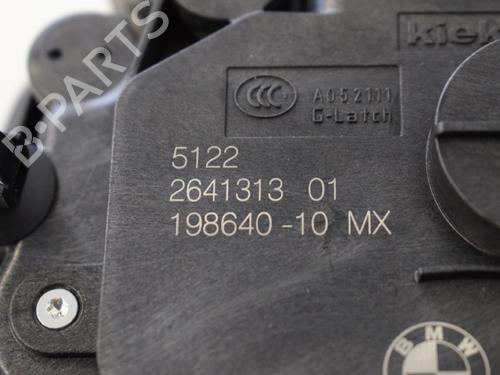 B-PARTS
kiek
CCC
A052111
G-Latch
5122
2641313 01
198640-10 MX
BMW